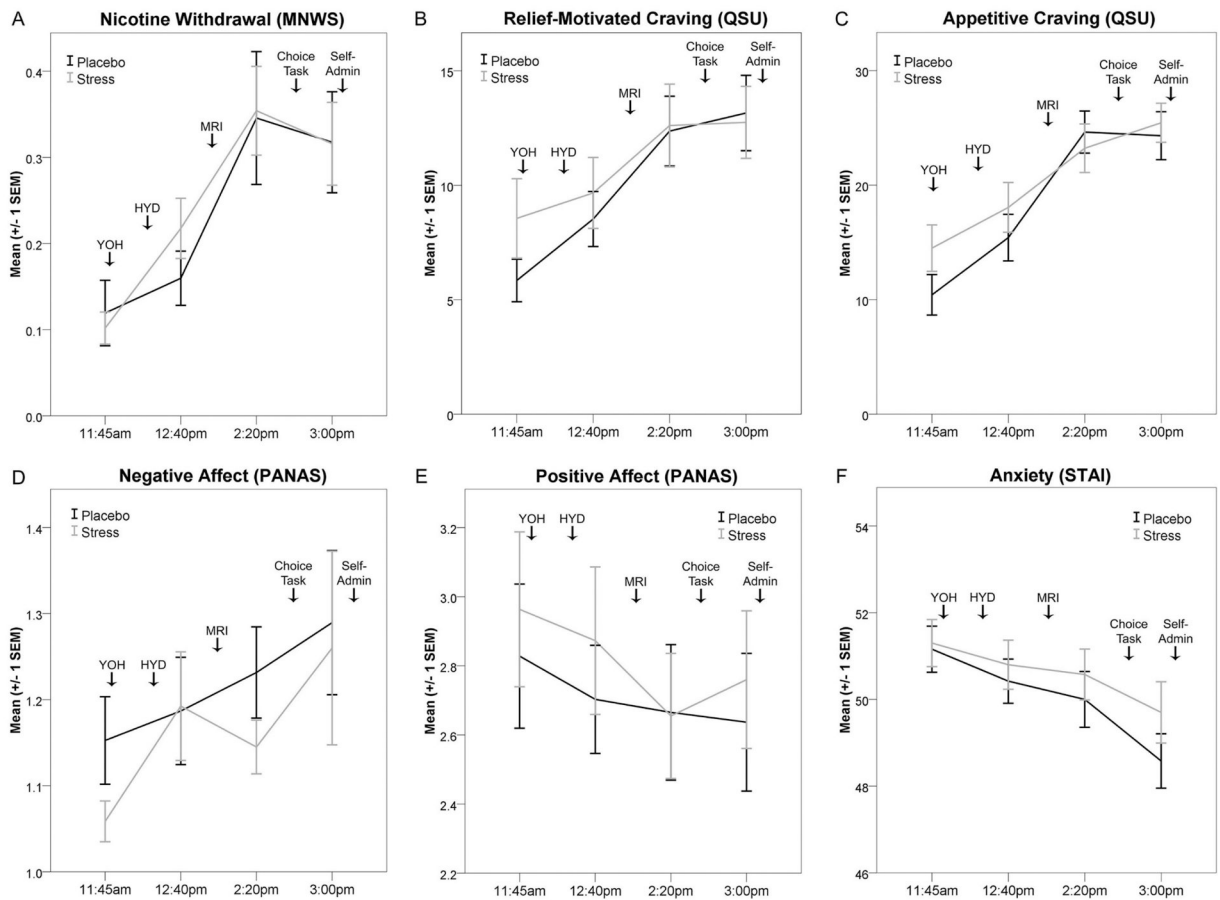 A
Nicotine Withdrawal (MNWS)
Placebo
Stress
Choice
Task
Self-
Admin
MRI
HYD
YOH
Mean (+/- 1 SEM)
0.4
0.3
0.2
0.1
0.0
11:45am 12:40pm 2:20pm 3:00pm
B
Relief-Motivated Craving (QSU)
Placebo
Stress
Choice
Task
Self-
Admin
MRI
YOH HYD
Mean (+/- 1 SEM)
15
10
5
0
11:45am 12:40pm 2:20pm 3:00pm
C
Appetitive Craving (QSU)
Placebo
Stress
Choice
Task
Self-
Admin
MRI
HYD
YOH
Mean (+/- 1 SEM)
30
20
10
0
11:45am 12:40pm 2:20pm 3:00pm
D
Negative Affect (PANAS)
Placebo
Stress
Choice
Task
Self-
Admin
MRI
YOH HYD
Mean (+/- 1 SEM)
1.4
1.3
1.2
1.1
1.0
11:45am 12:40pm 2:20pm 3:00pm
E
Positive Affect (PANAS)
Placebo
Stress
YOH HYD
MRI
Choice
Task
Self-
Admin
Mean (+/- 1 SEM)
3.2
3.0
2.8
2.6
2.4
2.2
11:45am 12:40pm 2:20pm 3:00pm
F
Anxiety (STAI)
Placebo
Stress
YOH HYD MRI
Choice
Task
Self-
Admin
Mean (+/- 1 SEM)
54
52
50
48
46
11:45am 12:40pm 2:20pm 3:00pm